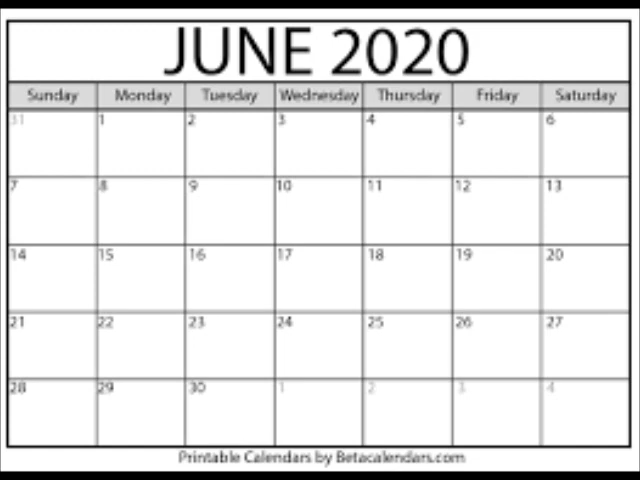 JUNE 2020
Sunday Monday Tuesday Wednesday Thursday Friday Saturday
31 1 2 3 4 5 6
7 8 9 10 11 12 13
14 15 16 17 18 19 20
21 22 23 24 25 26 27
28 29 30 1 2 3 4
Printable Calendars by Betacalendars.com